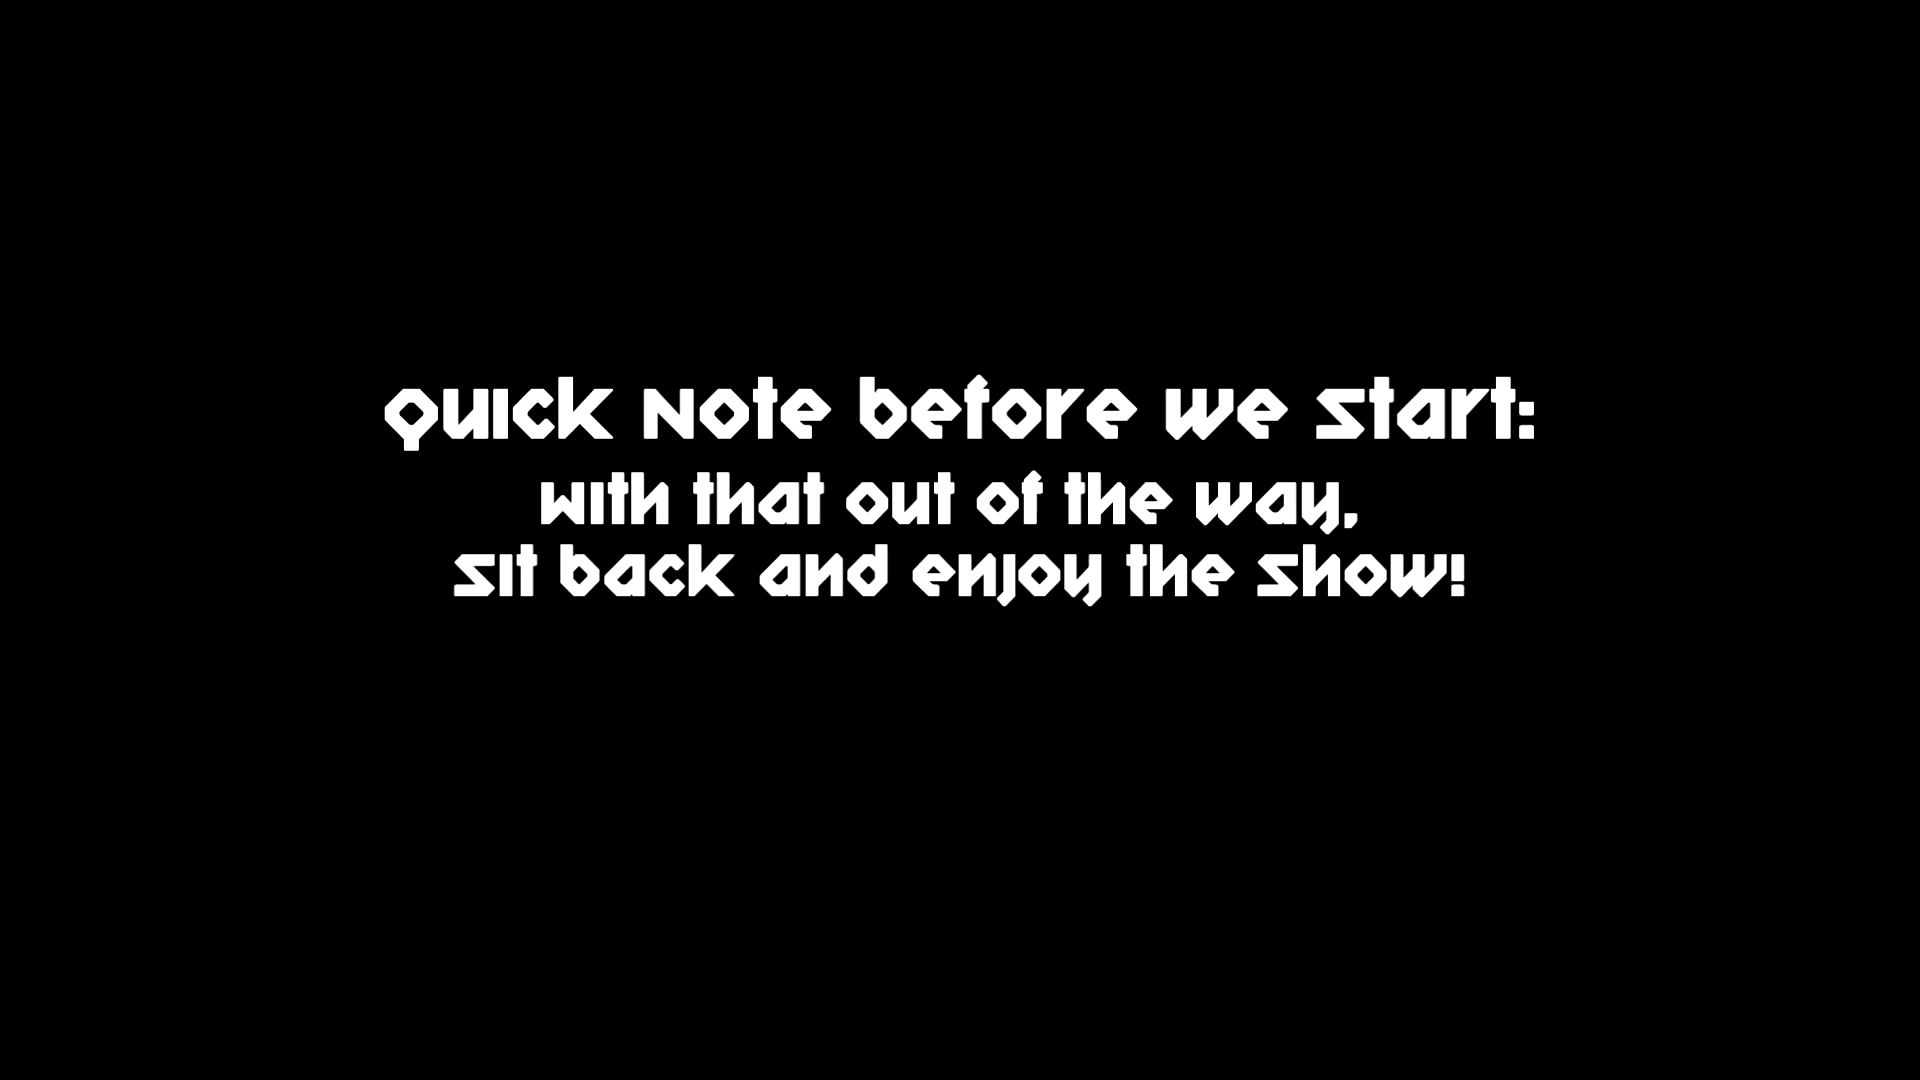 Quick Note before we start:
with that out of the way,
sit back and enjoy the show!